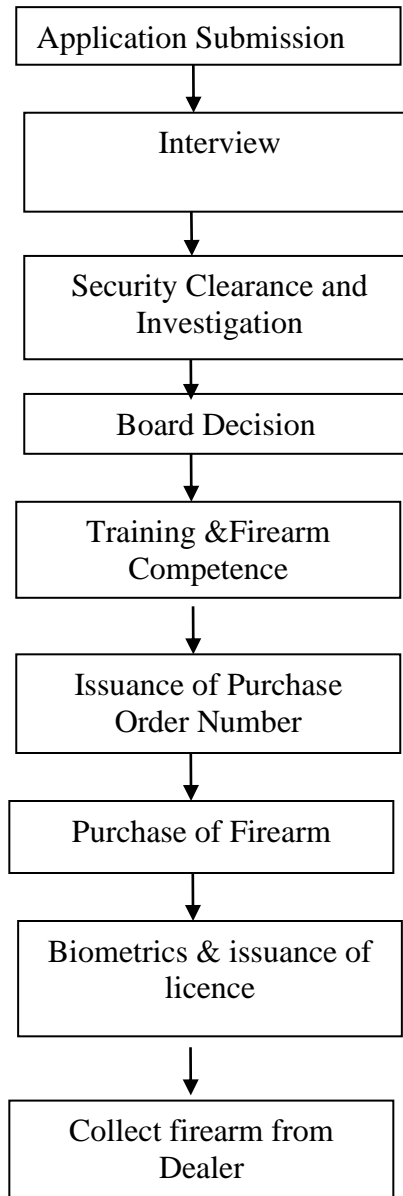 Application Submission
Interview
Security Clearance and
Investigation
Board Decision
Training &Firearm
Competence
Issuance of Purchase
Order Number
Purchase of Firearm
Biometrics & issuance of
licence
Collect firearm from
Dealer